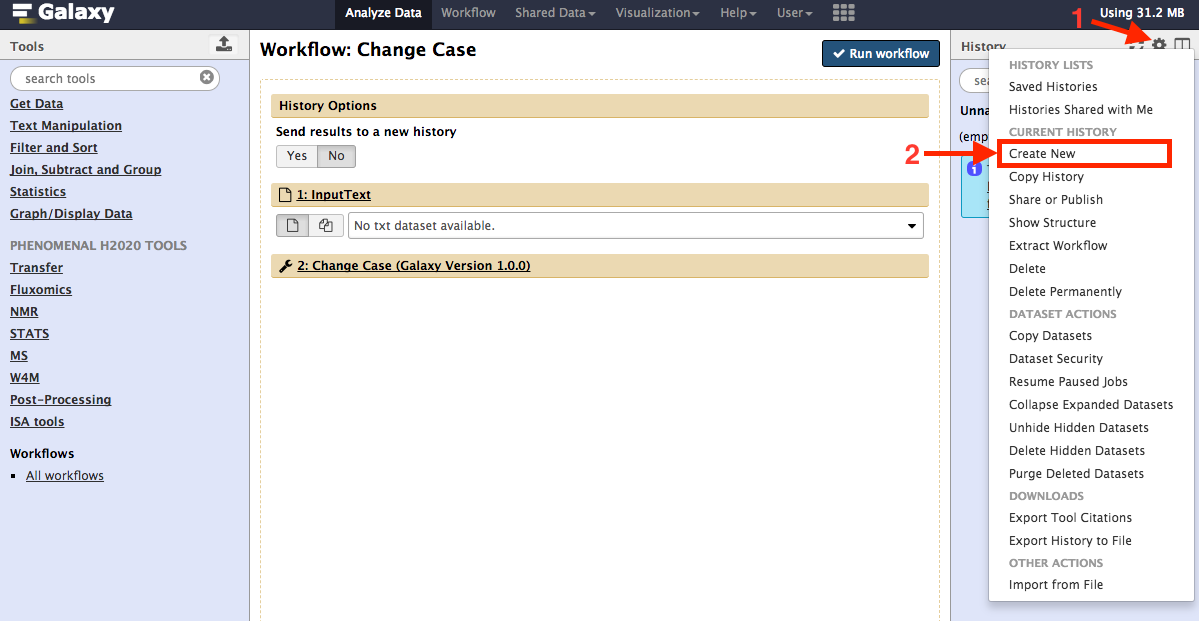 Galaxy
Analyze Data
Workflow
Shared Data
Visualization
Help
User
Using 31.2 MB
1
Tools
search tools
Get Data
Text Manipulation
Filter and Sort
Join, Subtract and Group
Statistics
Graph/Display Data
PHENOMENAL H2020 TOOLS
Transfer
Fluxomics
NMR
STATS
MS
W4M
Post-Processing
ISA tools
Workflows
All workflows
Workflow: Change Case
Run workflow
History Options
Send results to a new history
Yes No
1: InputText
No txt dataset available.
2: Change Case (Galaxy Version 1.0.0)
History
2
HISTORY LISTS
Saved Histories
Histories Shared with Me
CURRENT HISTORY
Create New
Copy History
Share or Publish
Show Structure
Extract Workflow
Delete
Delete Permanently
DATASET ACTIONS
Copy Datasets
Dataset Security
Resume Paused Jobs
Collapse Expanded Datasets
Unhide Hidden Datasets
Delete Hidden Datasets
Purge Deleted Datasets
DOWNLOADS
Export Tool Citations
Export History to File
OTHER ACTIONS
Import from File